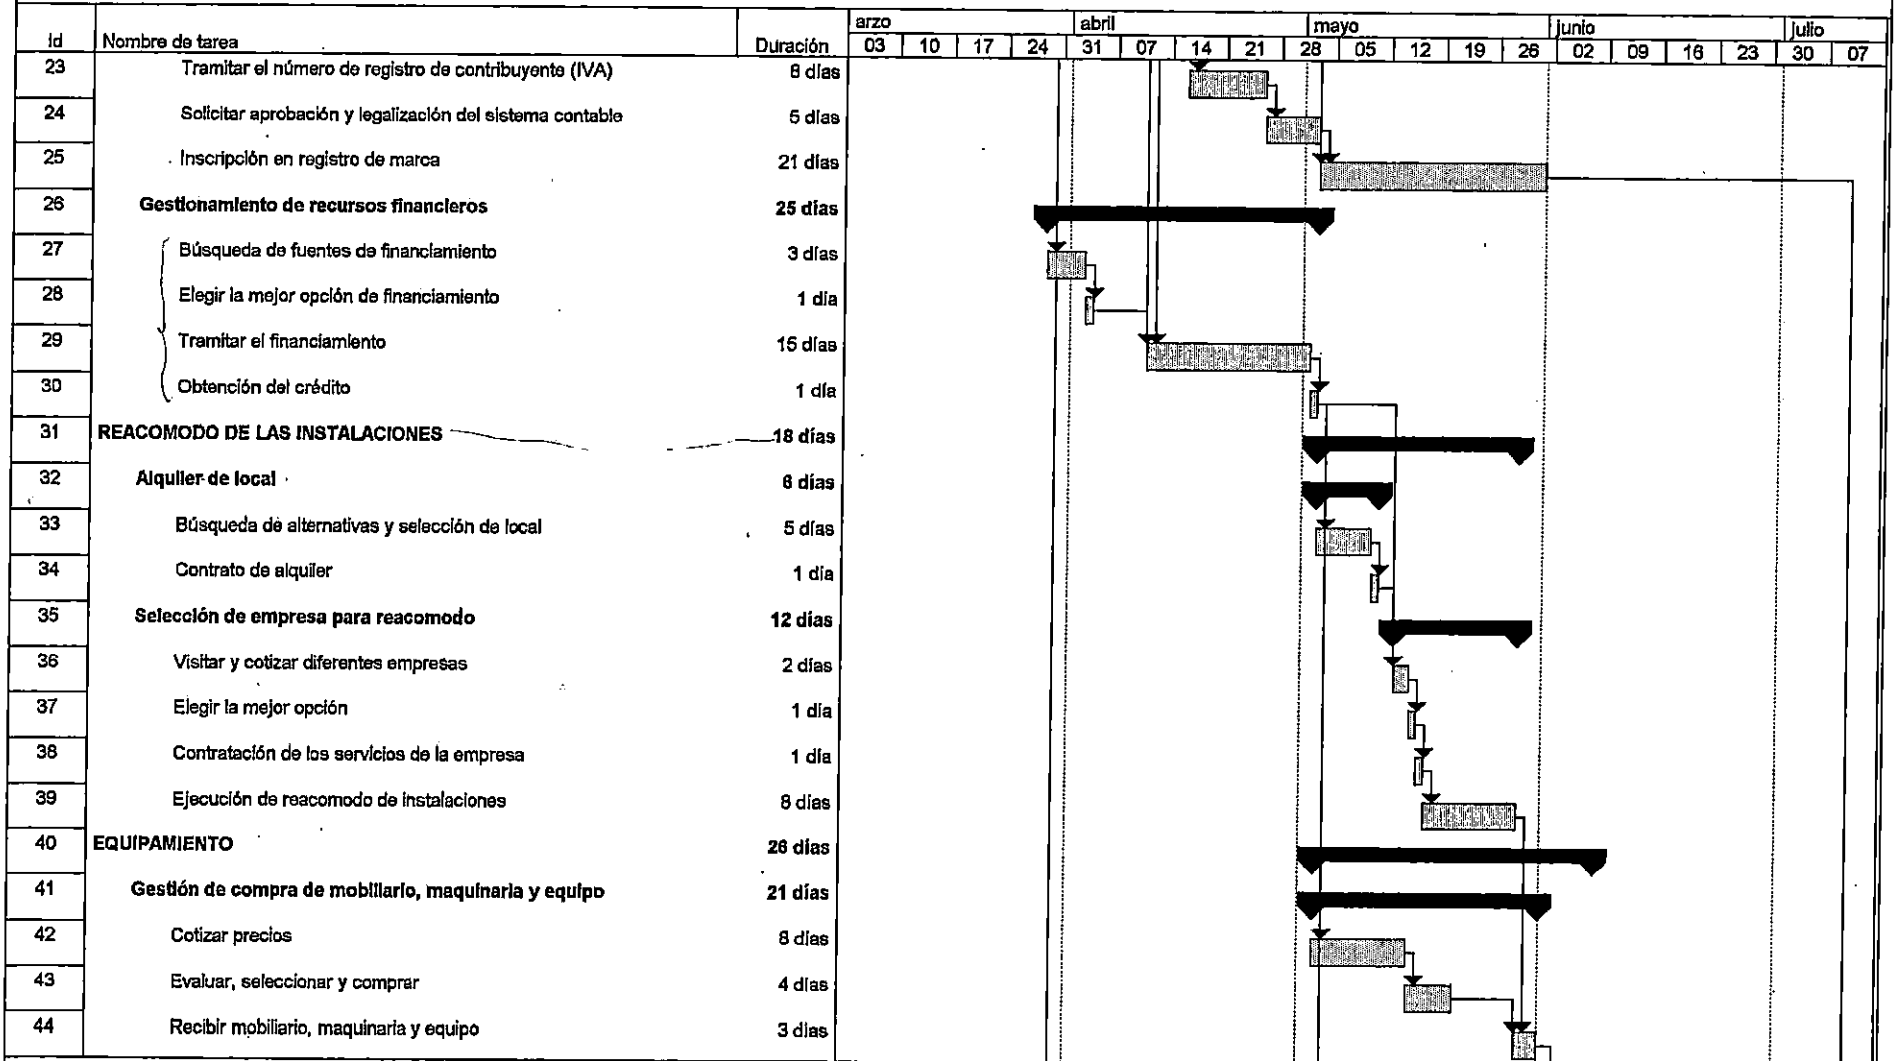 arzo abril mayo junio julio
Id Nombre de tarea Duración 03 10 17 24 31 07 14 21 28 05 12 19 26 02 09 16 23 30 07
23 Tramitar el número de registro de contribuyente (IVA) 8 días
24 Solicitar aprobación y legalización del sistema contable 5 días
25 Inscripción en registro de marca 21 días
26 Gestionamiento de recursos financieros 25 días
27 Búsqueda de fuentes de financiamiento 3 días
28 Elegir la mejor opción de financiamiento 1 día
29 Tramitar el financiamiento 15 días
30 Obtención del crédito 1 día
31 REACOMODO DE LAS INSTALACIONES 18 días
32 Alquiler de local 6 días
33 Búsqueda de alternativas y selección de local 5 días
34 Contrato de alquiler 1 día
35 Selección de empresa para reacomodo 12 días
36 Visitar y cotizar diferentes empresas 2 días
37 Elegir la mejor opción 1 día
38 Contratación de los servicios de la empresa 1 día
39 Ejecución de reacomodo de instalaciones 8 días
40 EQUIPAMIENTO 26 días
41 Gestión de compra de mobiliario, maquinaria y equipo 21 días
42 Cotizar precios 8 días
43 Evaluar, seleccionar y comprar 4 días
44 Recibir mobiliario, maquinaria y equipo 3 días